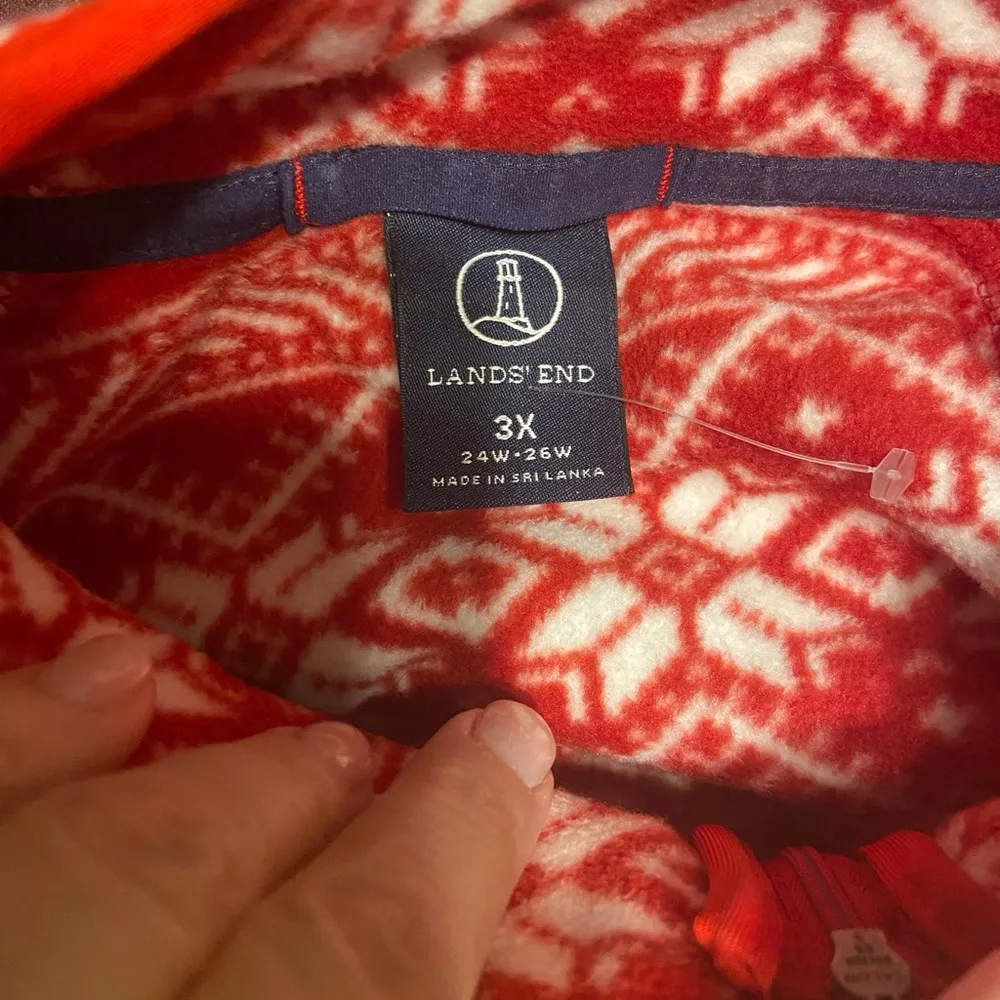 LANDS' END
3X
24W•26W
MADE IN SRI LANKA